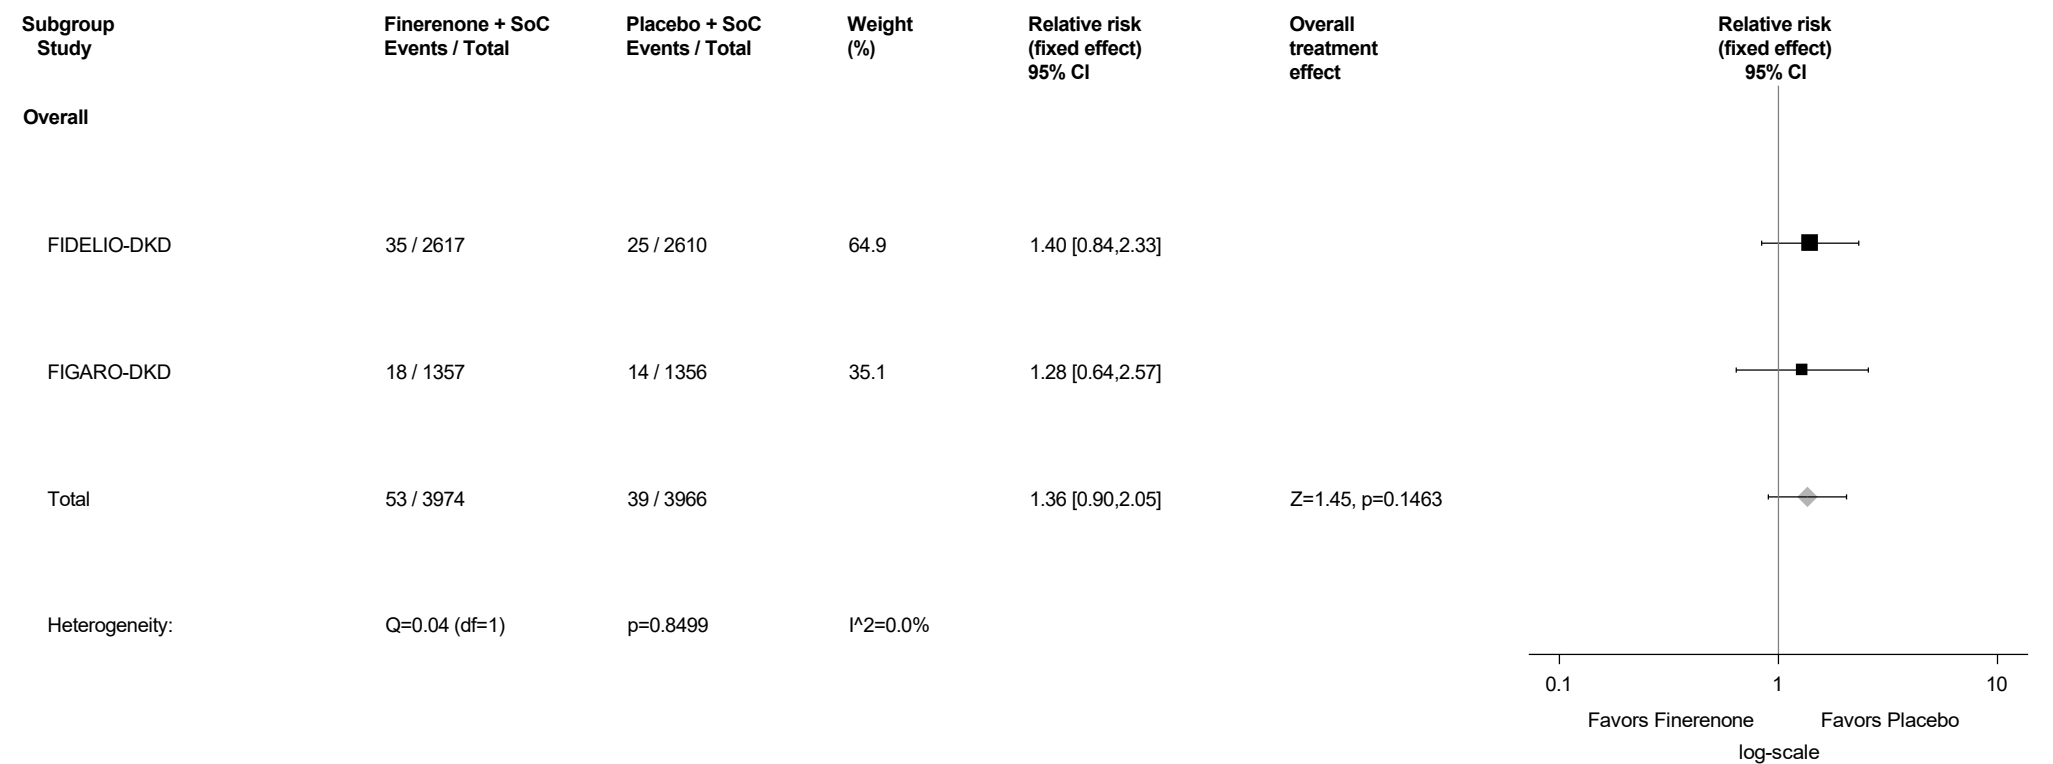 Subgroup Finerenone + SoC Placebo + SoC Weight Relative risk Overall Relative risk
Study Events / Total Events / Total (%) (fixed effect) treatment (fixed effect)
95% CI effect 95% CI
Overall
FIDELIO-DKD 35 / 2617 25 / 2610 64.9 1.40 [0.84,2.33]
FIGARO-DKD 18 / 1357 14 / 1356 35.1 1.28 [0.64,2.57]
Total 53 / 3974 39 / 3966 1.36 [0.90,2.05] Z=1.45, p=0.1463
Heterogeneity: Q=0.04 (df=1) p=0.8499 I^2=0.0%
0.1 1 10
Favors Finerenone Favors Placebo
log-scale